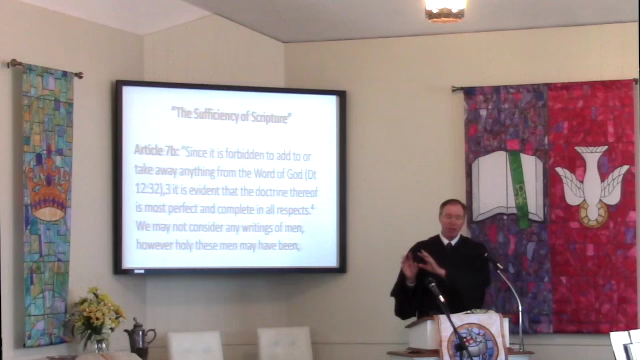 "The Sufficiency of Scripture"
Article 7b: "Since it is forbidden to add to or
take away anything from the Word of God (Dt
12:32),3 it is evident that the doctrine thereof
is most perfect and complete in all respects.4
We may not consider any writings of men,
however holy these men may have been,